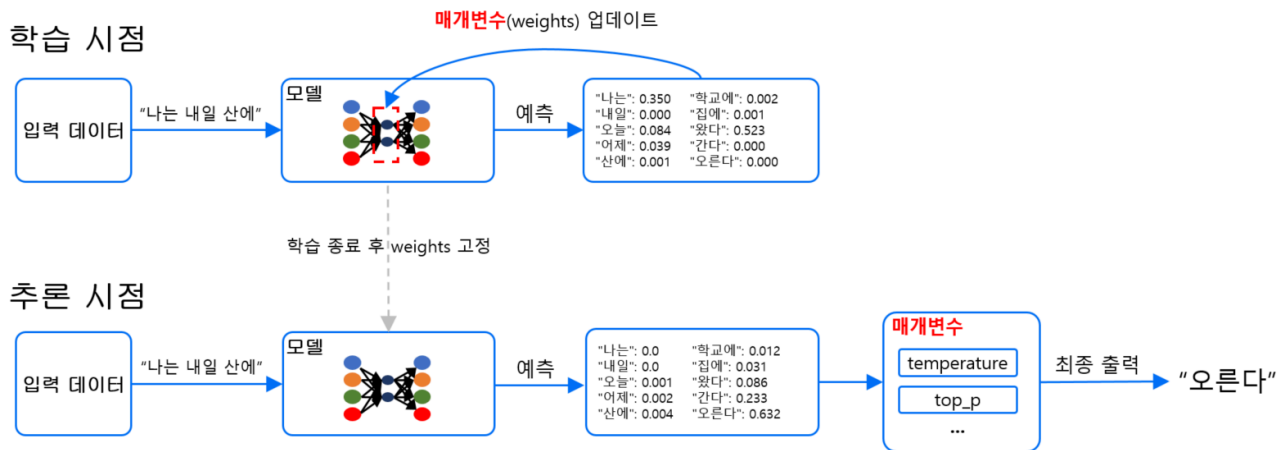 매개변수(weights) 업데이트
학습 시점
입력 데이터
“나는 내일 산에”
모델
예측
"나는": 0.350 "학교에": 0.002
"내일": 0.000 "집에": 0.001
"오늘": 0.084 "왔다": 0.523
"어제": 0.039 "간다": 0.000
"산에": 0.001 "오른다": 0.000
학습 종료 후 weights 고정
추론 시점
입력 데이터
“나는 내일 산에”
모델
예측
"나는": 0.0 "학교에": 0.012
"내일": 0.0 "집에": 0.031
"오늘": 0.001 "왔다": 0.086
"어제": 0.002 "간다": 0.233
"산에": 0.004 "오른다": 0.632
매개변수
temperature
top_p
...
최종 출력
“오른다”